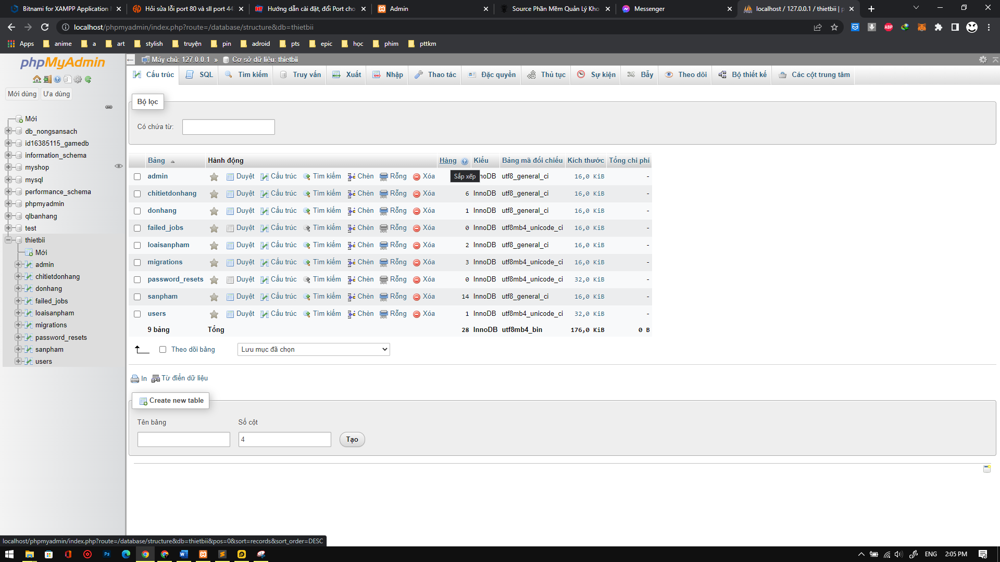 Bitnami for XAMPP Application
Hỏi sửa lỗi port 80 và sll port 44
Hướng dẫn cài đặt, đổi Port cho
Admin
Source Phần Mềm Quản Lý Kho
Messenger
localhost / 127.0.0.1 / thietbii | p
localhost/phpmyadmin/index.php?route=/database/structure&db=thietbii
ABP
Apps anime a art stylish truyện pin adroid pts epic học phim pttkm
phpMyAdmin
Mới dùng Ưa dùng
Mới
db_nongsansach
id16385115_gamedb
information_schema
myshop
mysql
performance_schema
phpmyadmin
qlbanhang
test
thietbii
Mới
admin
chitietdonhang
donhang
failed_jobs
loaisanpham
migrations
password_resets
sanpham
users
Máy chủ: 127.0.0.1 » Cơ sở dữ liệu: thietbii
Cấu trúc SQL Tìm kiếm Truy vấn Xuất Nhập Thao tác Đặc quyền Thủ tục Sự kiện Bẫy Theo dõi Bộ thiết kế Các cột trung tâm
Bộ lọc
Có chứa từ:
Bảng Hành động Hàng Kiểu Bảng mã đối chiếu Kích thước Tổng chi phí
admin Duyệt Cấu trúc Tìm kiếm Chèn Rỗng Xóa noDB utf8_general_ci 16,0 KiB -
Sắp xếp
chitietdonhang Duyệt Cấu trúc Tìm kiếm Chèn Rỗng Xóa 6 InnoDB utf8_general_ci 16,0 KiB -
donhang Duyệt Cấu trúc Tìm kiếm Chèn Rỗng Xóa 1 InnoDB utf8_general_ci 16,0 KiB -
failed_jobs Duyệt Cấu trúc Tìm kiếm Chèn Rỗng Xóa 0 InnoDB utf8mb4_unicode_ci 16,0 KiB -
loaisanpham Duyệt Cấu trúc Tìm kiếm Chèn Rỗng Xóa 2 InnoDB utf8_general_ci 16,0 KiB -
migrations Duyệt Cấu trúc Tìm kiếm Chèn Rỗng Xóa 3 InnoDB utf8mb4_unicode_ci 16,0 KiB -
password_resets Duyệt Cấu trúc Tìm kiếm Chèn Rỗng Xóa 0 InnoDB utf8mb4_unicode_ci 32,0 KiB -
sanpham Duyệt Cấu trúc Tìm kiếm Chèn Rỗng Xóa 14 InnoDB utf8_general_ci 16,0 KiB -
users Duyệt Cấu trúc Tìm kiếm Chèn Rỗng Xóa 1 InnoDB utf8mb4_unicode_ci 32,0 KiB -
9 bảng Tổng 28 InnoDB utf8mb4_bin 176,0 KiB 0 B
Theo dõi bảng Lưu mục đã chọn
In Từ điển dữ liệu
Create new table
Tên bảng Số cột
4 Tạo
localhost/phpmyadmin/index.php?route=/database/structure&db=thietbii&pos=0&sort=records&sort_order=DESC
Ps
ENG 2:05 PM